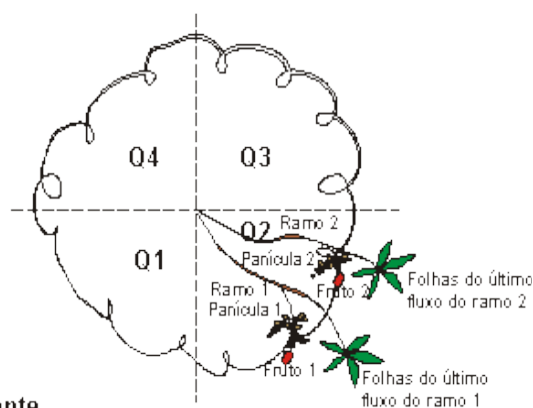 Q4
Q3
Q2
Ramo 2
Q1
Panícula 2
Folhas do último
fluxo do ramo 2
Ramo 1
Fruto 2
Panícula 1
Fruto 1
Folhas do último
fluxo do ramo 1